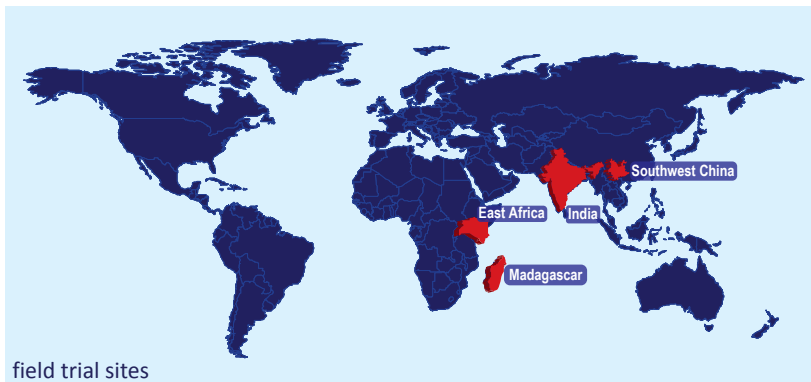 Southwest China
East Africa
India
Madagascar
field trial sites